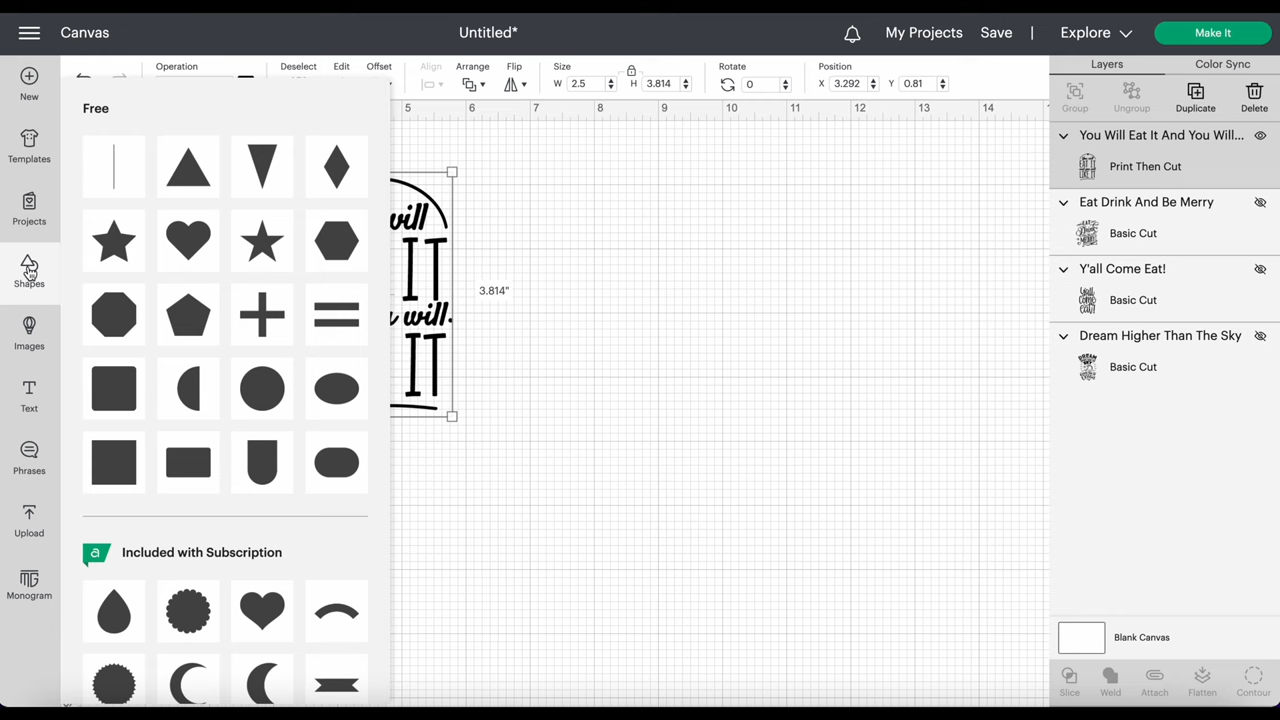 Canvas
Untitled*
My Projects
Save
|
Explore
Make It
New
Templates
Projects
Shapes
Images
Text
Phrases
Upload
MG
Monogram
Operation
Deselect
Edit
Offset
Align
Arrange
Flip
Size
W 2.5
H 3.814
Rotate
0
Position
X 3.292
Y 0.81
Free
a Included with Subscription
5 6 7 8 9 10 11 12 13 14
will
IT
will.
IT
3.814"
Layers
Color Sync
Group
Ungroup
Duplicate
Delete
You Will Eat It And You Will...
Print Then Cut
Eat Drink And Be Merry
Basic Cut
Y'all Come Eat!
Basic Cut
Dream Higher Than The Sky
Basic Cut
Blank Canvas
Slice
Weld
Attach
Flatten
Contour